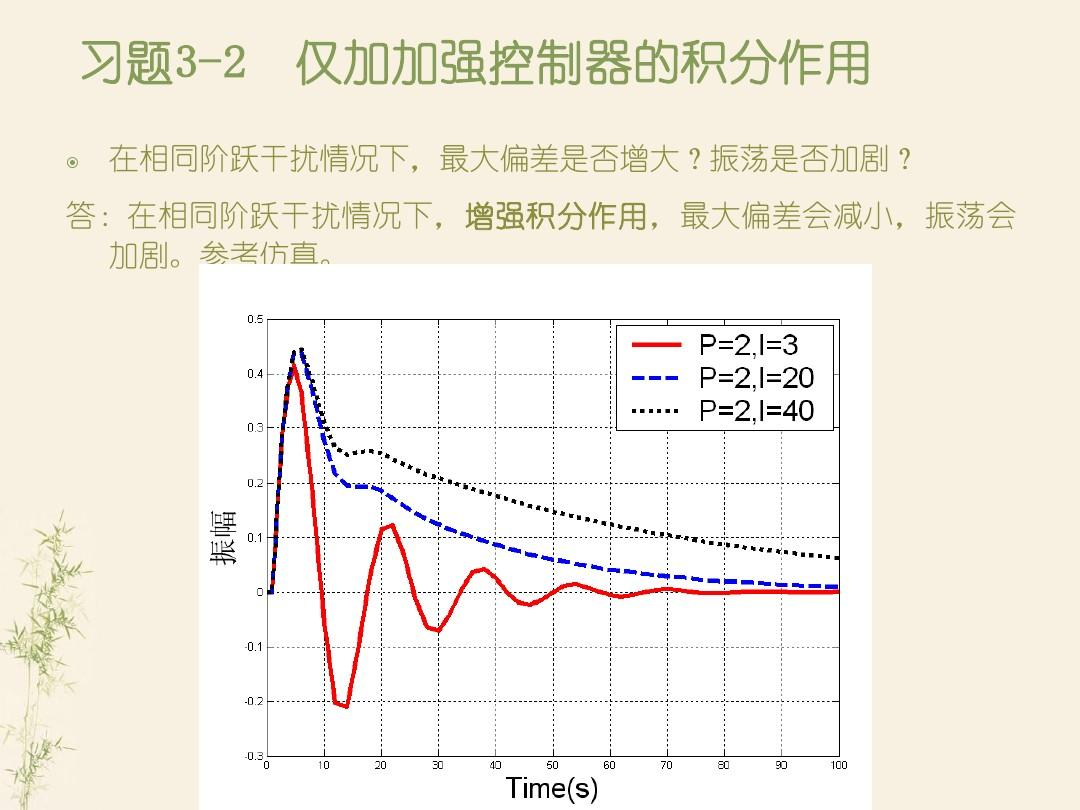 习题3-2 仅加加强控制器的积分作用
在相同阶跃干扰情况下，最大偏差是否增大？振荡是否加剧？
答：在相同阶跃干扰情况下，增强积分作用，最大偏差会减小，振荡会
加剧。参考仿真。
P=2,I=3
P=2,I=20
P=2,I=40
0.5
0.4
0.3
0.2
0.1
0
-0.1
-0.2
-0.3
振幅
0 10 20 30 40 50 60 70 80 90 100
Time(s)